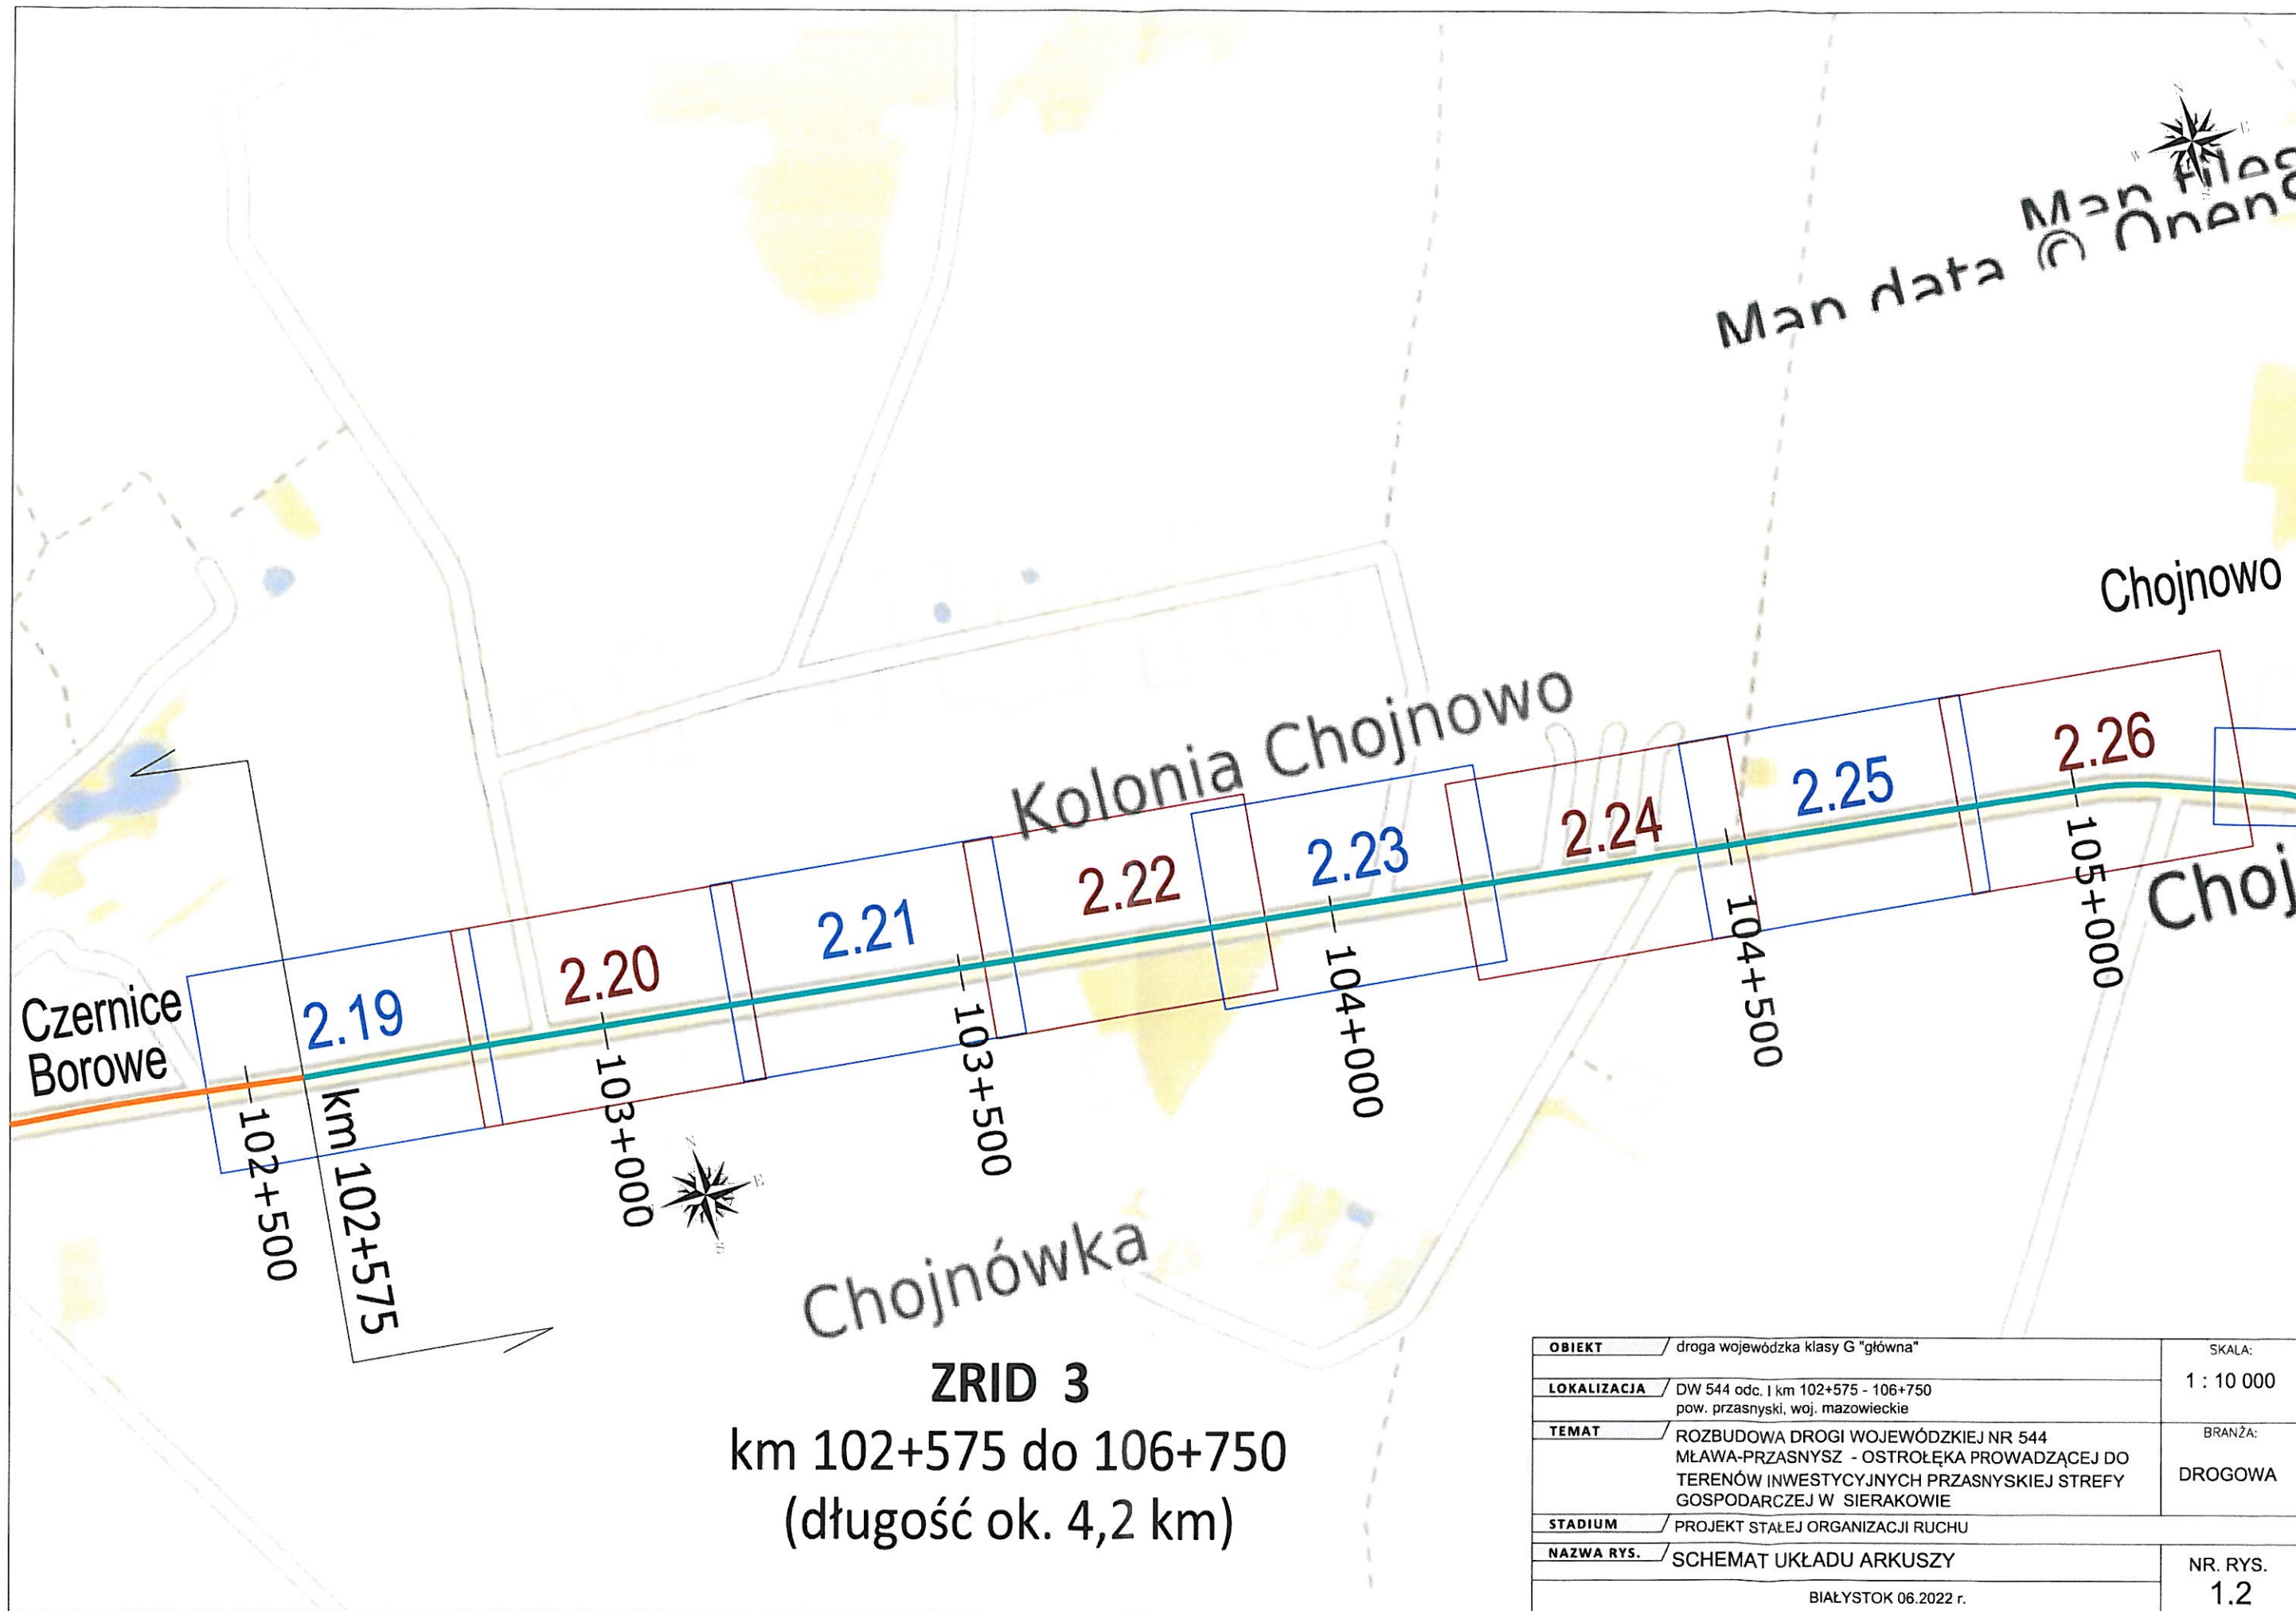 N
E
W
S
Chojnowo
Kolonia Chojnowo
2.26
2.25
2.24
2.23
2.22
2.21
2.20
2.19
Czernice
Borowe
102+500
km 102+575
103+000
103+500
104+000
104+500
105+000
N
E
S
Chojnówka
ZRID 3
km 102+575 do 106+750
(długość ok. 4,2 km)
OBIEKT droga wojewódzka klasy G "główna"
SKALA:
1 : 10 000
LOKALIZACJA DW 544 odc. I km 102+575 - 106+750
pow. przasnyski, woj. mazowieckie
TEMAT ROZBUDOWA DROGI WOJEWÓDZKIEJ NR 544
MŁAWA-PRZASNYSZ - OSTROŁĘKA PROWADZĄCEJ DO
TERENÓW INWESTYCYJNYCH PRZASNYSKIEJ STREFY
GOSPODARCZEJ W SIERAKOWIE
BRANŻA:
DROGOWA
STADIUM PROJEKT STAŁEJ ORGANIZACJI RUCHU
NAZWA RYS. SCHEMAT UKŁADU ARKUSZY
NR. RYS.
1.2
BIAŁYSTOK 06.2022 r.